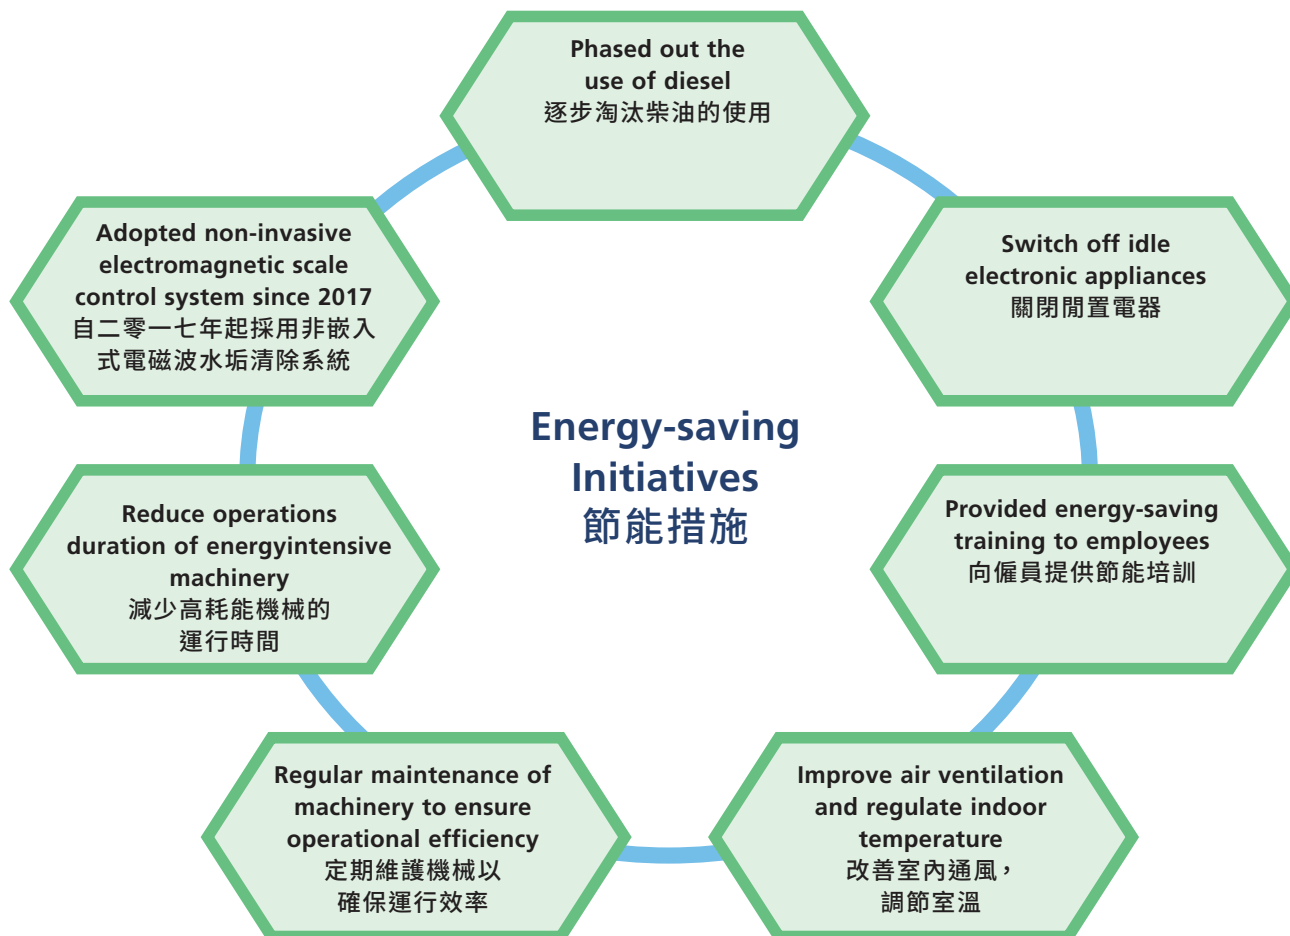 Phased out the
use of diesel
逐步淘汰柴油的使用
Switch off idle
electronic appliances
關閉閒置電器
Provided energy-saving
training to employees
向僱員提供節能培訓
Improve air ventilation
and regulate indoor
temperature
改善室內通風，
調節室溫
Regular maintenance of
machinery to ensure
operational efficiency
定期維護機械以
確保運行效率
Reduce operations
duration of energyintensive
machinery
減少高耗能機械的
運行時間
Adopted non-invasive
electromagnetic scale
control system since 2017
自二零一七年起採用非嵌入
式電磁波水垢清除系統
Energy-saving
Initiatives
節能措施